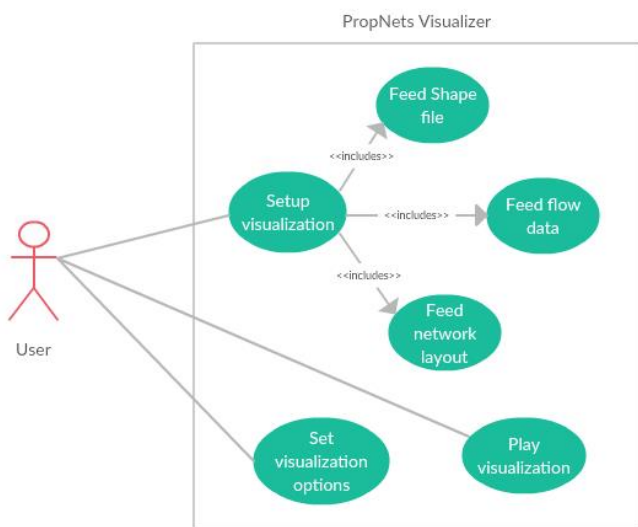 PropNets Visualizer
Feed Shape
file
<<includes>>
Setup
visualization
<<includes>>
Feed flow
data
<<includes>>
Feed
network
layout
User
Set
visualization
options
Play
visualization